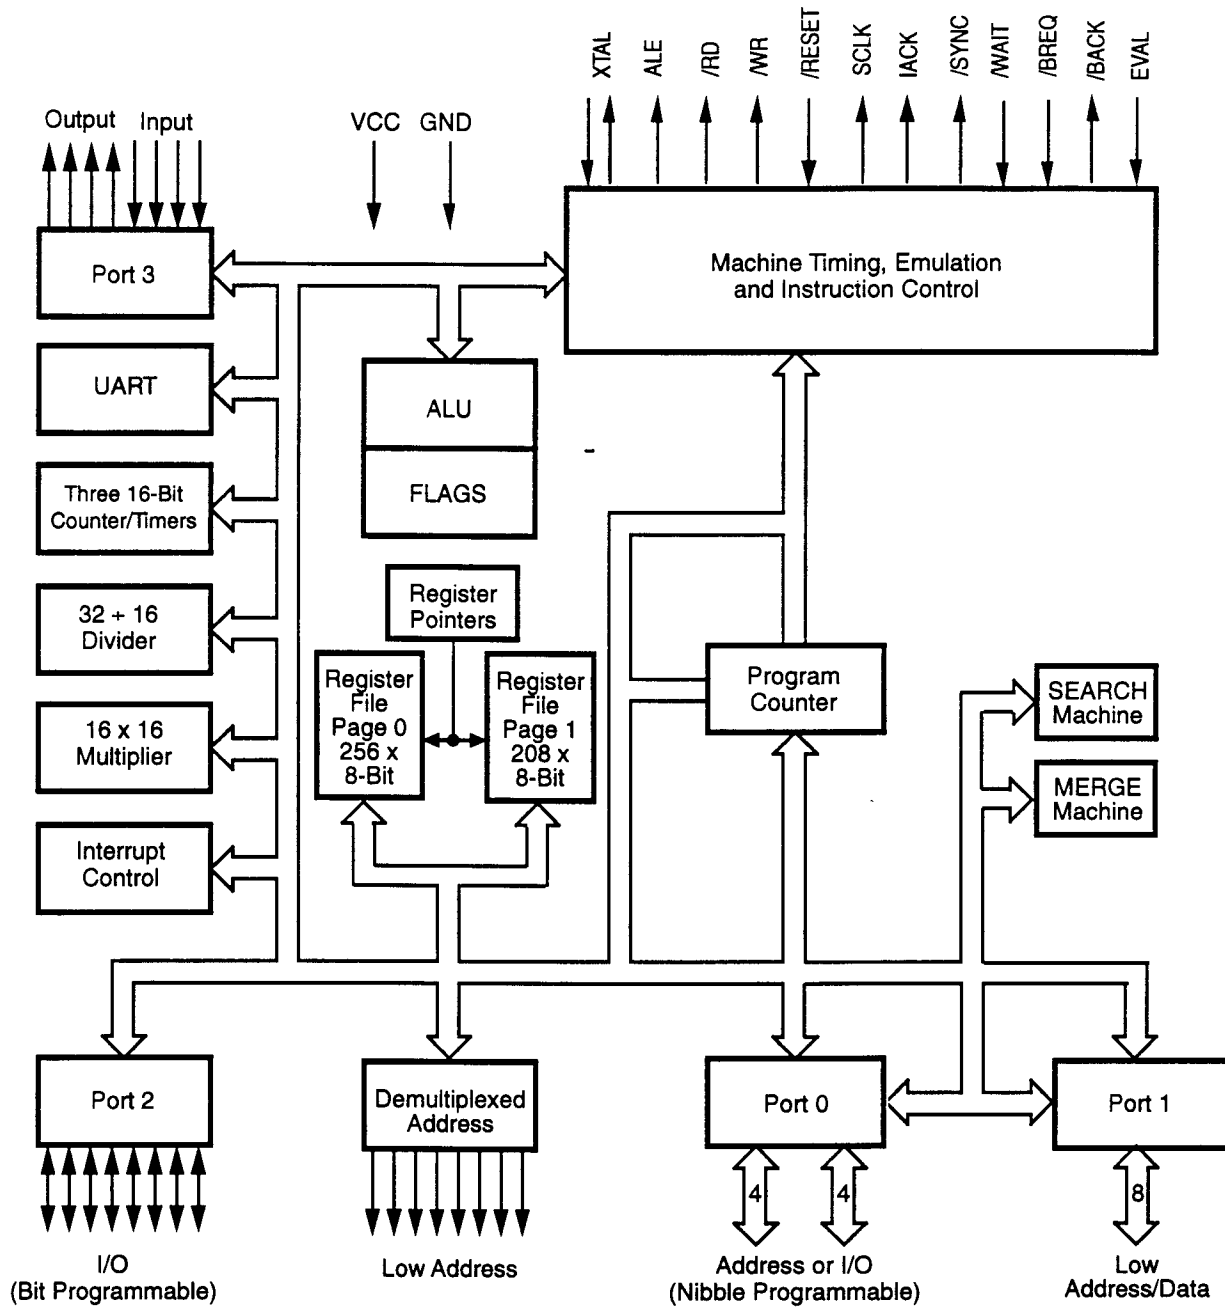 XTAL
ALE
/RD
/WR
/RESET
SCLK
IACK
/SYNC
/WAIT
/BREQ
/BACK
EVAL
Output
Input
VCC
GND
Port 3
Machine Timing, Emulation
and Instruction Control
UART
ALU
FLAGS
Three 16-Bit
Counter/Timers
32 ÷ 16
Divider
Register
Pointers
Register
File
Page 0
256 x
8-Bit
Register
File
Page 1
208 x
8-Bit
Program
Counter
SEARCH
Machine
MERGE
Machine
16 x 16
Multiplier
Interrupt
Control
Port 2
Demultiplexed
Address
Port 0
Port 1
4
4
8
I/O
(Bit Programmable)
Low Address
Address or I/O
(Nibble Programmable)
Low
Address/Data